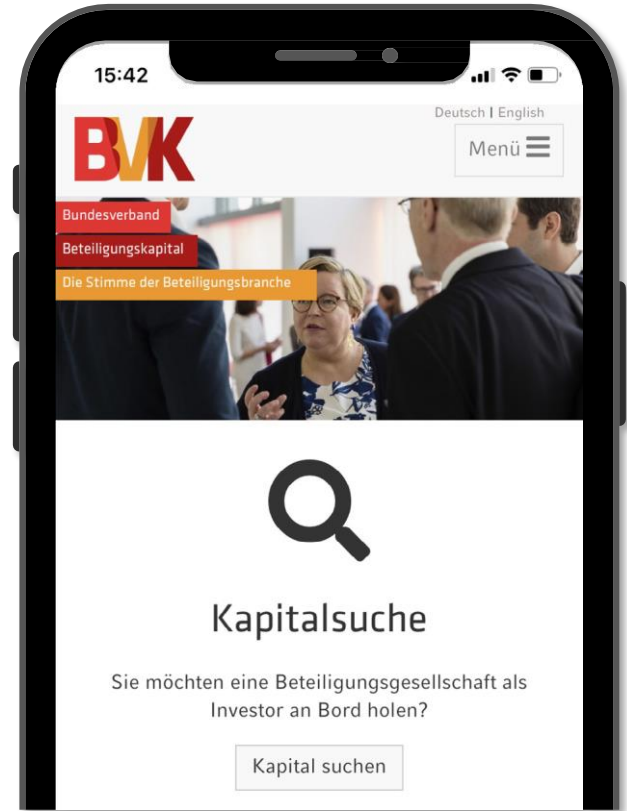 15:42
Deutsch | English
BVK
Menü
Bundesverband
Beteiligungskapital
Die Stimme der Beteiligungsbranche
Kapitalsuche
Sie möchten eine Beteiligungsgesellschaft als
Investor an Bord holen?
Kapital suchen